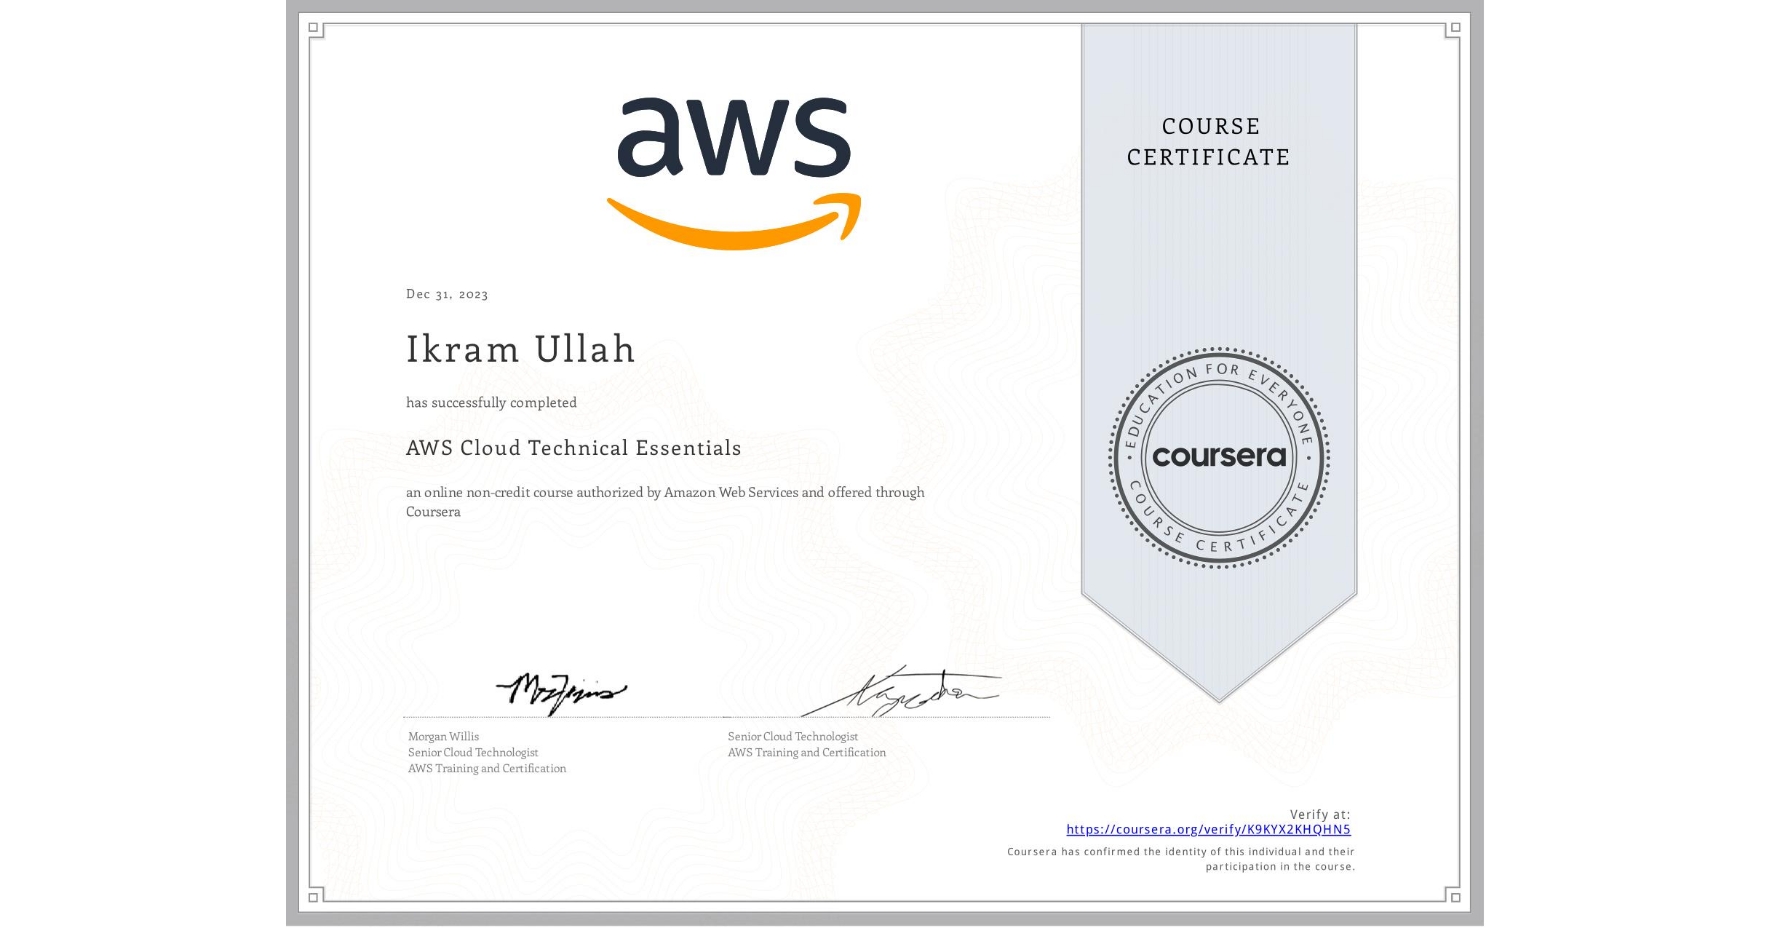 aws
COURSE
CERTIFICATE
Dec 31, 2023
Ikram Ullah
has successfully completed
AWS Cloud Technical Essentials
an online non-credit course authorized by Amazon Web Services and offered through
Coursera
EDUCATION FOR EVERYONE
coursera
COURSE CERTIFICATE
Morgan Willis
Senior Cloud Technologist
AWS Training and Certification
Senior Cloud Technologist
AWS Training and Certification
Verify at:
https://coursera.org/verify/K9KYX2KHQHN5
Coursera has confirmed the identity of this individual and their
participation in the course.